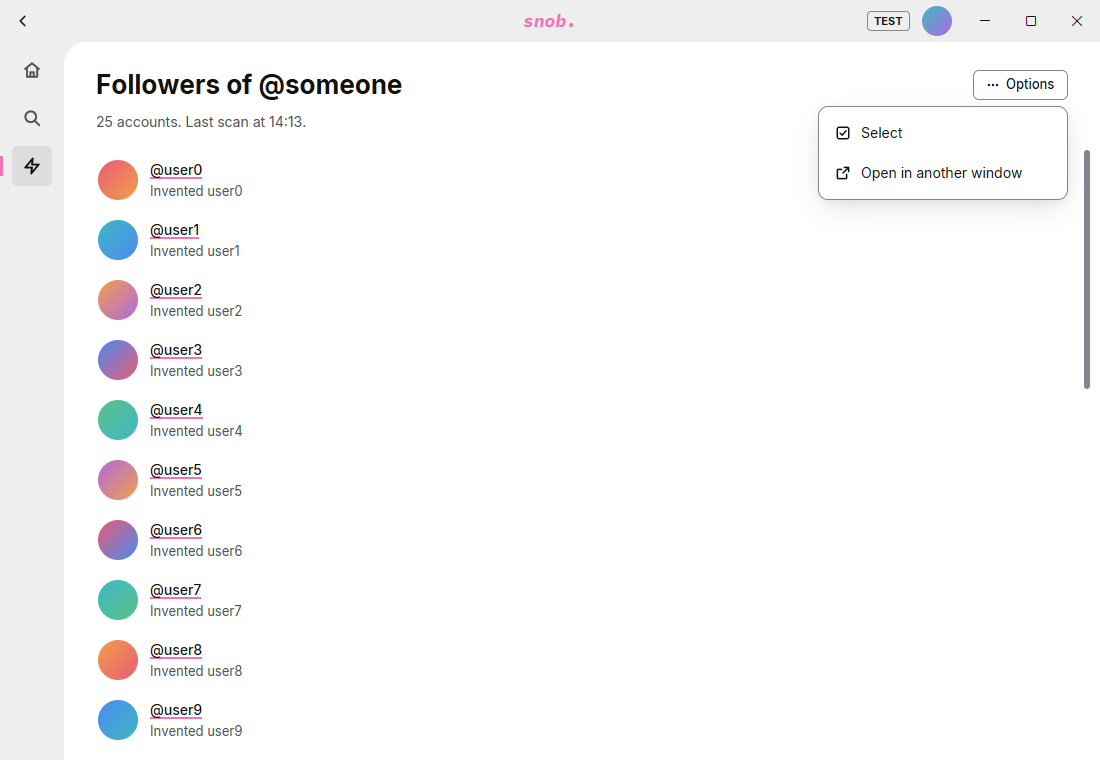 snob.
TEST
Followers of @someone
Options
25 accounts. Last scan at 14:13.
Select
Open in another window
@user0
Invented user0
@user1
Invented user1
@user2
Invented user2
@user3
Invented user3
@user4
Invented user4
@user5
Invented user5
@user6
Invented user6
@user7
Invented user7
@user8
Invented user8
@user9
Invented user9